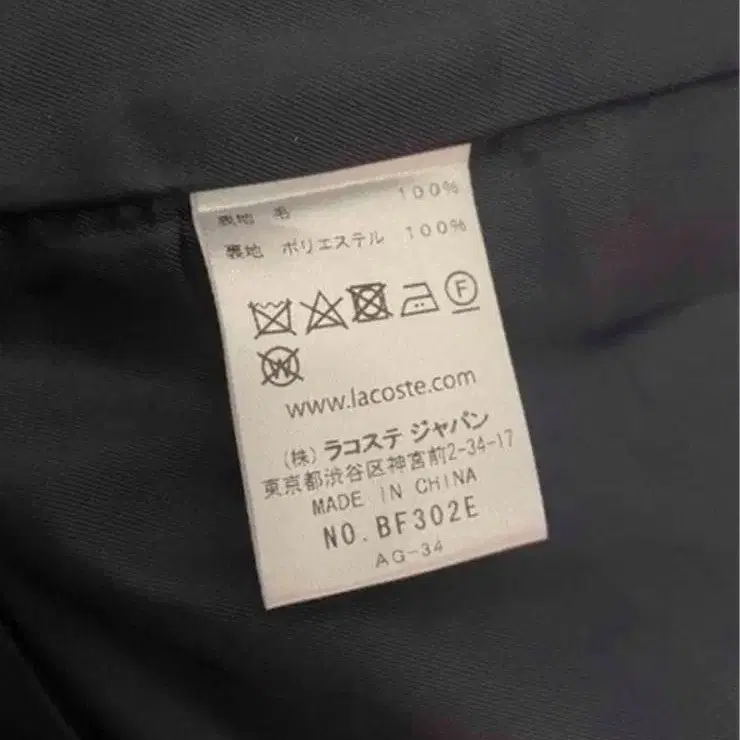 表地 毛 100%
裏地 ポリエステル 100%
F
W
www.lacoste.com
(株) ラコステ ジャパン
東京都渋谷区神宮前2-34-17
MADE IN CHINA
NO. BF302E
AG-34